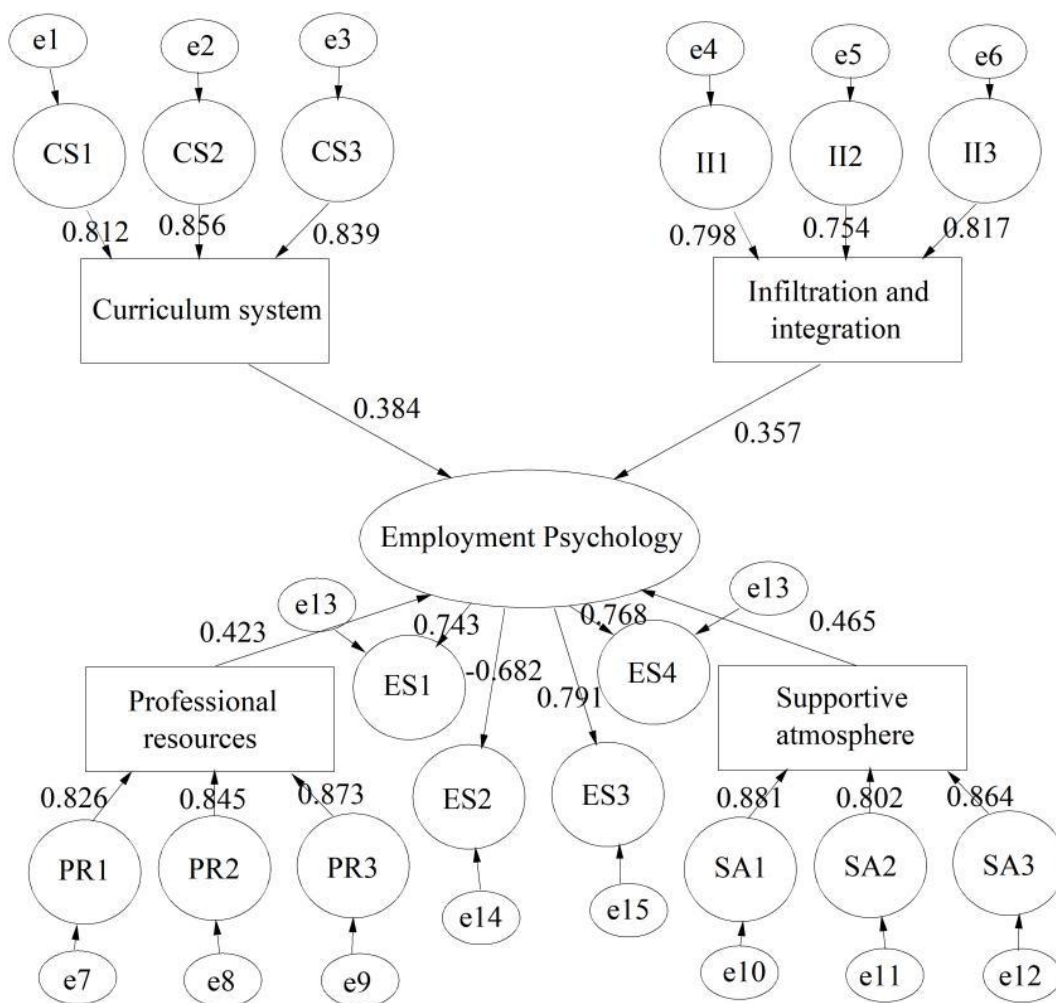 e1
e2
e3
e4
e5
e6
CS1
CS2
CS3
II1
II2
II3
0.812
0.856
0.839
0.798
0.754
0.817
Curriculum system
Infiltration and
integration
0.384
0.357
Employment Psychology
e13
e13
0.423
0.743
0.768
0.465
-0.682
0.791
ES1
ES4
Professional
resources
Supportive
atmosphere
ES2
ES3
0.826
0.845
0.873
0.881
0.802
0.864
PR1
PR2
PR3
SA1
SA2
SA3
e14
e15
e7
e8
e9
e10
e11
e12